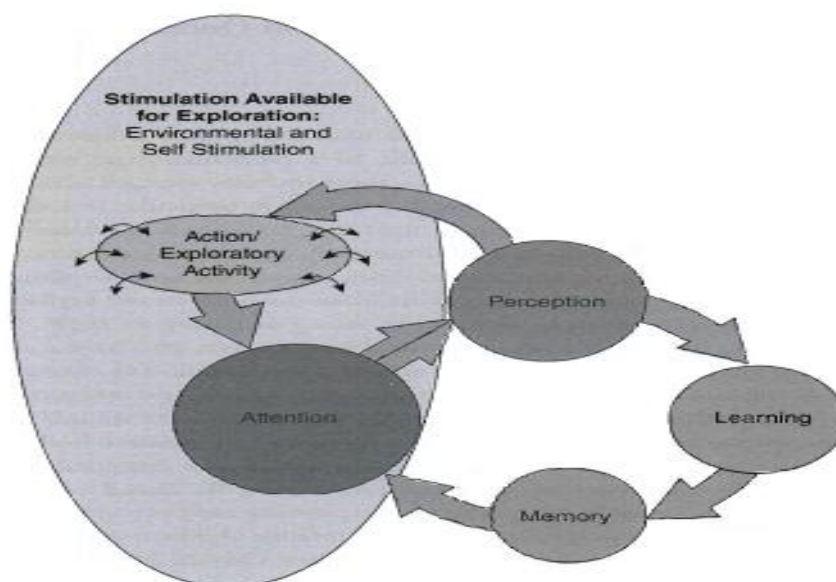 Stimulation Available
for Exploration:
Environmental and
Self Stimulation
Action/
Exploratory
Activity
Perception
Attention
Learning
Memory